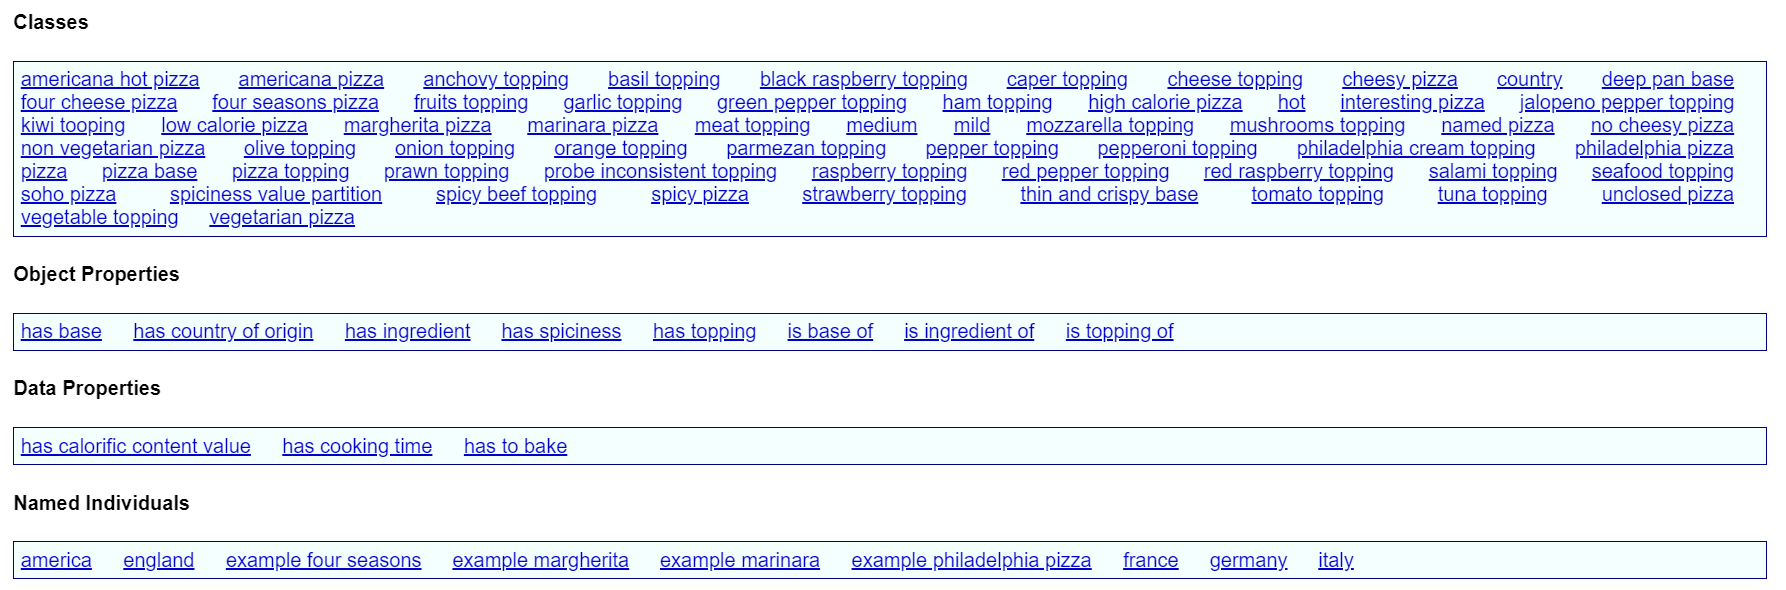 Classes
americana hot pizza americana pizza anchovy topping basil topping black raspberry topping caper topping cheese topping cheesy pizza country deep pan base
four cheese pizza four seasons pizza fruits topping garlic topping green pepper topping ham topping high calorie pizza hot interesting pizza jalopeno pepper topping
kiwi tooping low calorie pizza margherita pizza marinara pizza meat topping medium mild mozzarella topping mushrooms topping named pizza no cheesy pizza
non vegetarian pizza olive topping onion topping orange topping parmezan topping pepper topping pepperoni topping philadelphia cream topping philadelphia pizza
pizza pizza base pizza topping prawn topping probe inconsistent topping raspberry topping red pepper topping red raspberry topping salami topping seafood topping
soho pizza spiciness value partition spicy beef topping spicy pizza strawberry topping thin and crispy base tomato topping tuna topping unclosed pizza
vegetable topping vegetarian pizza
Object Properties
has base has country of origin has ingredient has spiciness has topping is base of is ingredient of is topping of
Data Properties
has calorific content value has cooking time has to bake
Named Individuals
america england example four seasons example margherita example marinara example philadelphia pizza france germany italy